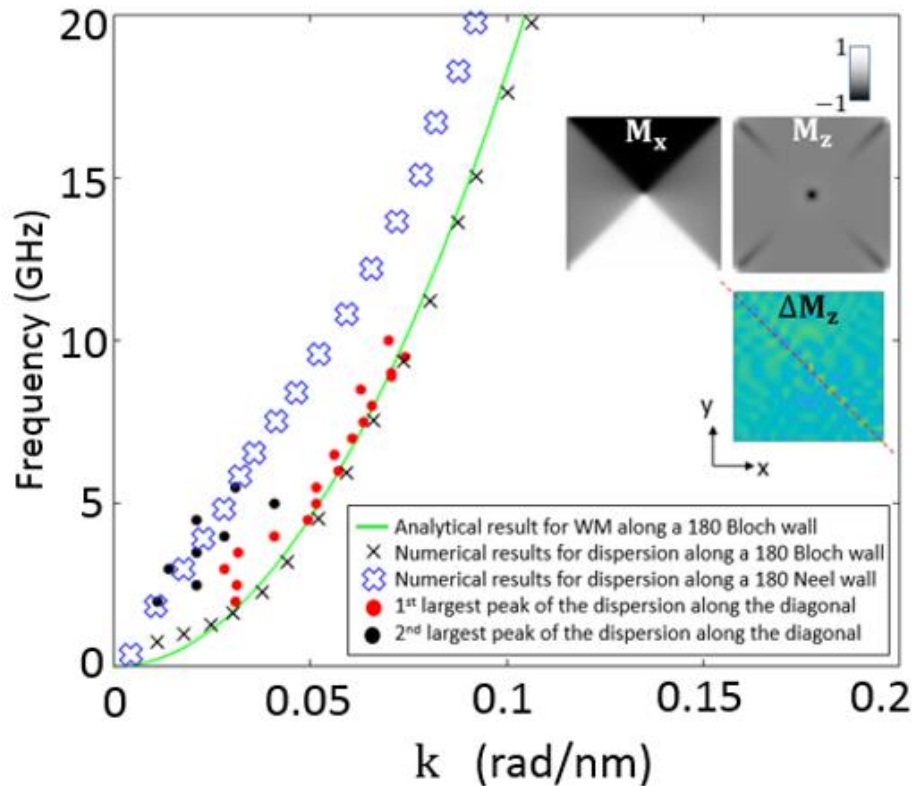 20
15
10
5
0
Frequency (GHz)
0
0.05
0.1
0.15
0.2
k (rad/nm)
1
−1
Mx
Mz
ΔMz
y
x
Analytical result for WM along a 180 Bloch wall
Numerical results for dispersion along a 180 Bloch wall
Numerical results for dispersion along a 180 Neel wall
1st largest peak of the dispersion along the diagonal
2nd largest peak of the dispersion along the diagonal